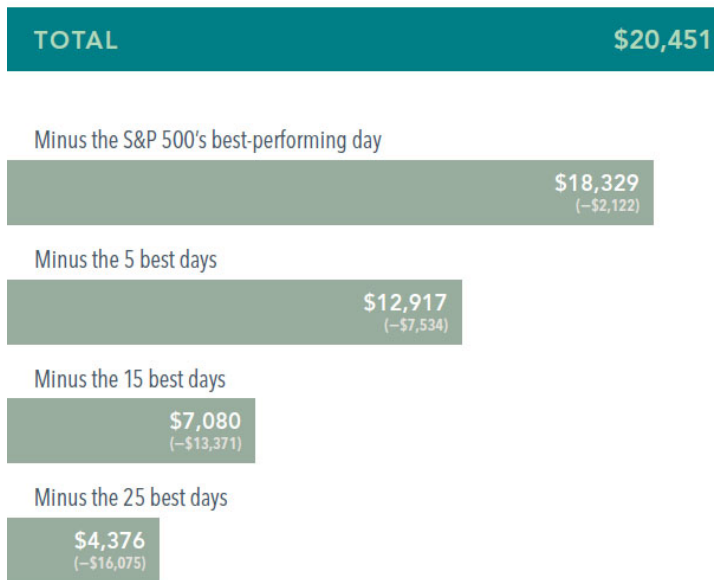 TOTAL $20,451
Minus the S&P 500's best-performing day
$18,329
(–$2,122)
Minus the 5 best days
$12,917
(–$7,534)
Minus the 15 best days
$7,080
(–$13,371)
Minus the 25 best days
$4,376
(–$16,075)